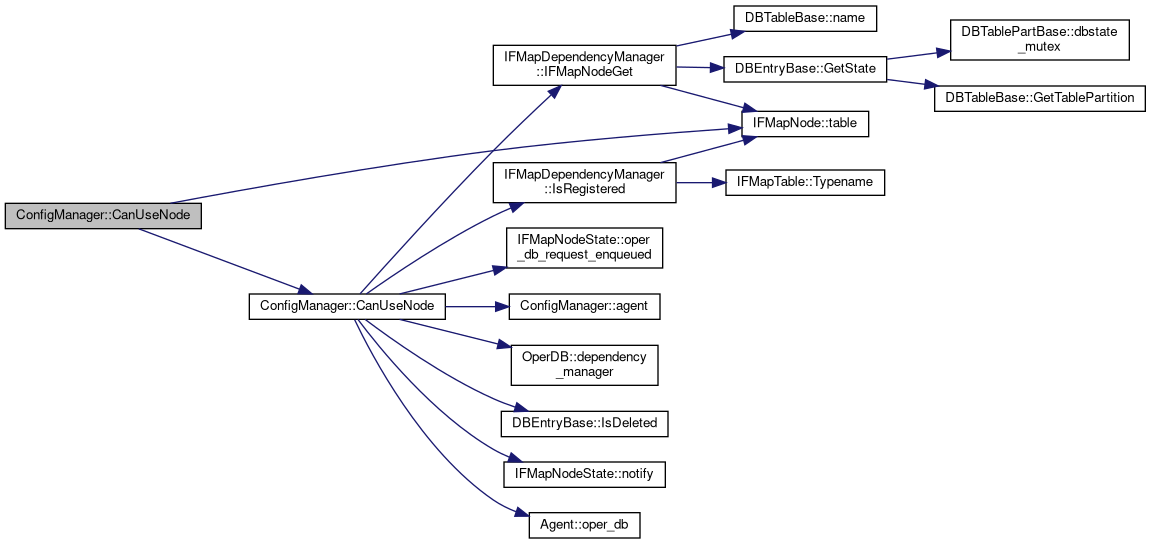 DBTableBase::name
DBTablePartBase::dbstate
_mutex
IFMapDependencyManager
::IFMapNodeGet
DBEntryBase::GetState
DBTableBase::GetTablePartition
IFMapNode::table
IFMapDependencyManager
::IsRegistered
IFMapTable::Typename
ConfigManager::CanUseNode
IFMapNodeState::oper
_db_request_enqueued
ConfigManager::CanUseNode
ConfigManager::agent
OperDB::dependency
_manager
DBEntryBase::IsDeleted
IFMapNodeState::notify
Agent::oper_db